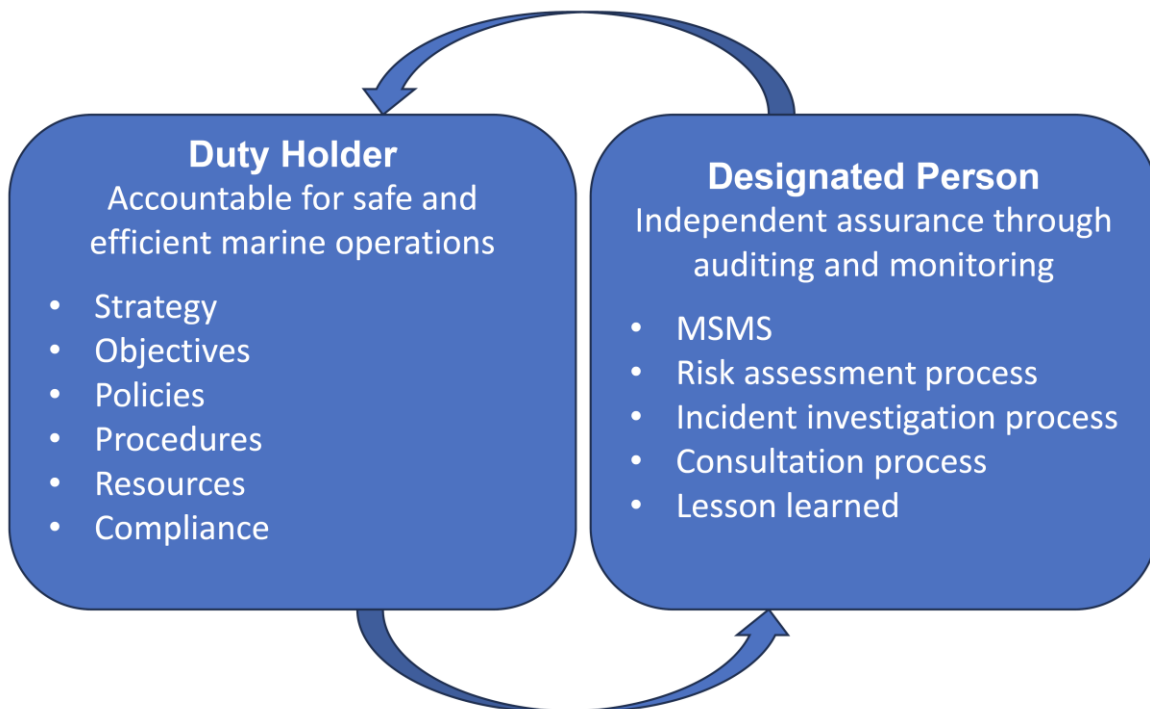 Duty Holder
Accountable for safe and
efficient marine operations
• Strategy
• Objectives
• Policies
• Procedures
• Resources
• Compliance
Designated Person
Independent assurance through
auditing and monitoring
• MSMS
• Risk assessment process
• Incident investigation process
• Consultation process
• Lesson learned